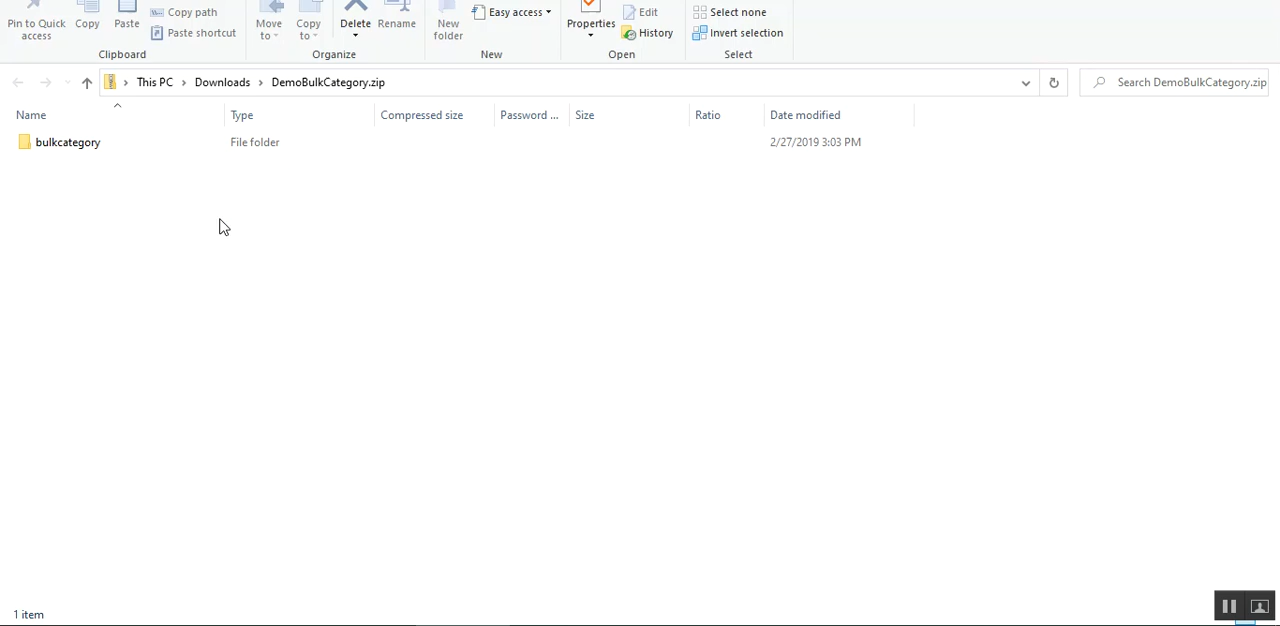 Pin to Quick access
Copy
Paste
Copy path
Paste shortcut
Clipboard
Move to
Copy to
Delete
Rename
Organize
New folder
Easy access
New
Properties
Edit
History
Open
Select none
Invert selection
Select
This PC > Downloads > DemoBulkCategory.zip
Search DemoBulkCategory.zip
Name Type Compressed size Password ... Size Ratio Date modified
bulkcategory File folder 2/27/2019 3:03 PM
1 item